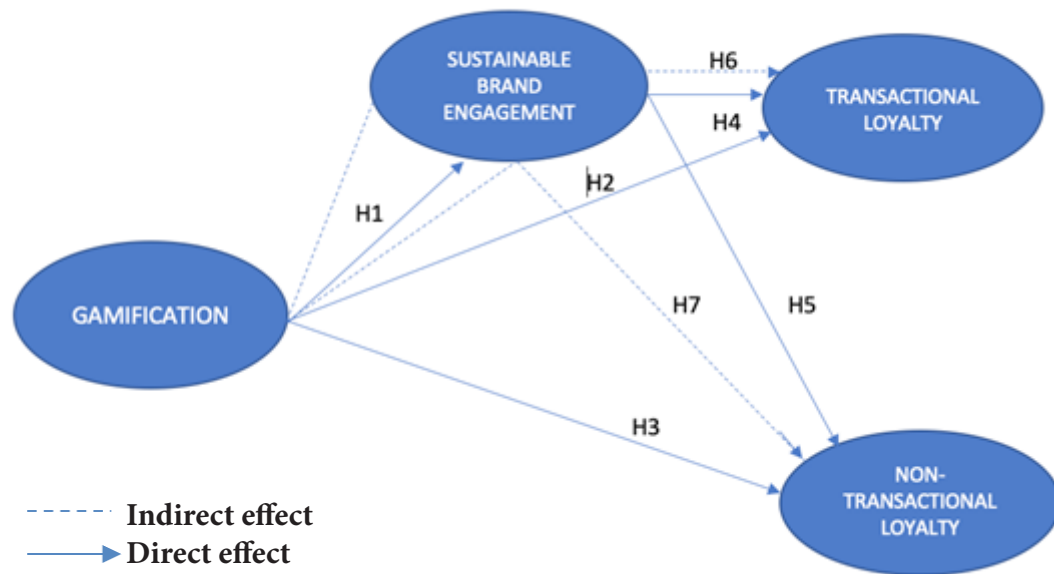 SUSTAINABLE
BRAND
ENGAGEMENT
H6
TRANSACTIONAL
LOYALTY
H4
H2
H1
GAMIFICATION
H7
H5
H3
NON-
TRANSACTIONAL
LOYALTY
Indirect effect
Direct effect